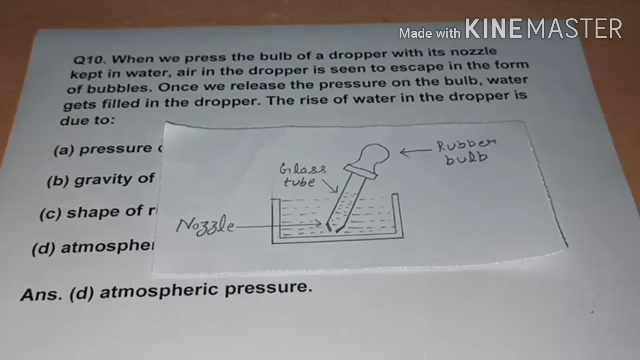 Made with KINEMASTER
Q10. When we press the bulb of a dropper with its nozzle
kept in water, air in the dropper is seen to escape in the form
of bubbles. Once we release the pressure on the bulb, water
gets filled in the dropper. The rise of water in the dropper is
due to:
(a) pressure
(b) gravity of
(c) shape of
(d)
Rubber
bulb
Glass
tube
Nozzle
Ans. (d) atmospheric pressure.